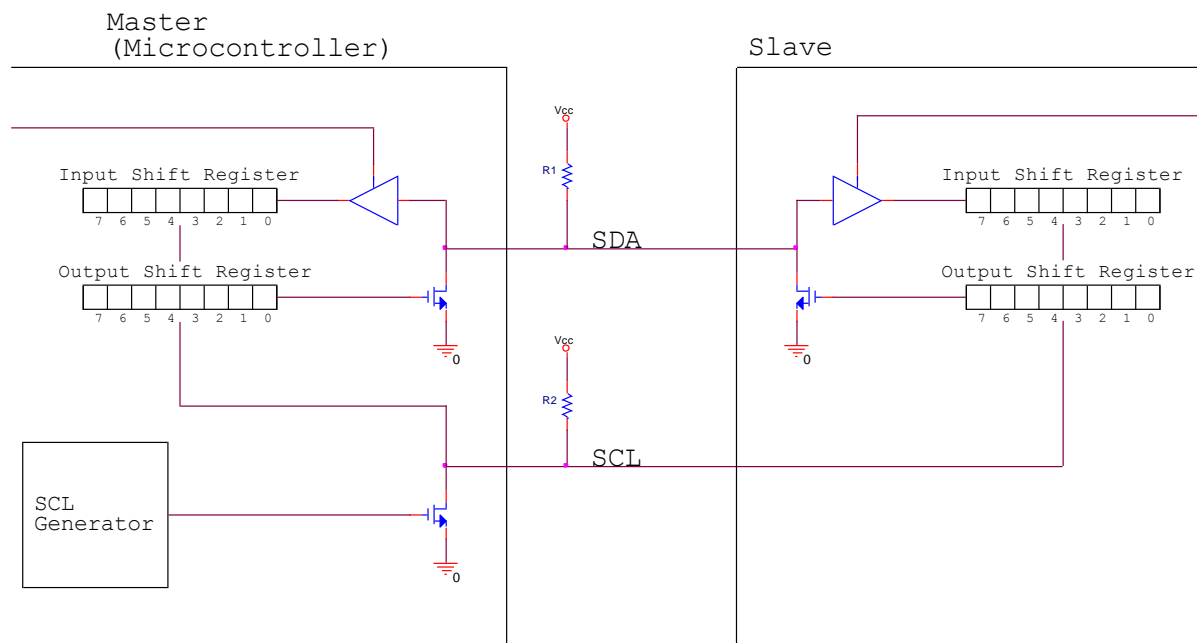 Master
(Microcontroller)
Slave
Vcc
R1
Input Shift Register
7 6 5 4 3 2 1 0
Input Shift Register
7 6 5 4 3 2 1 0
SDA
Output Shift Register
7 6 5 4 3 2 1 0
Output Shift Register
7 6 5 4 3 2 1 0
0
0
Vcc
R2
SCL
SCL
Generator
0